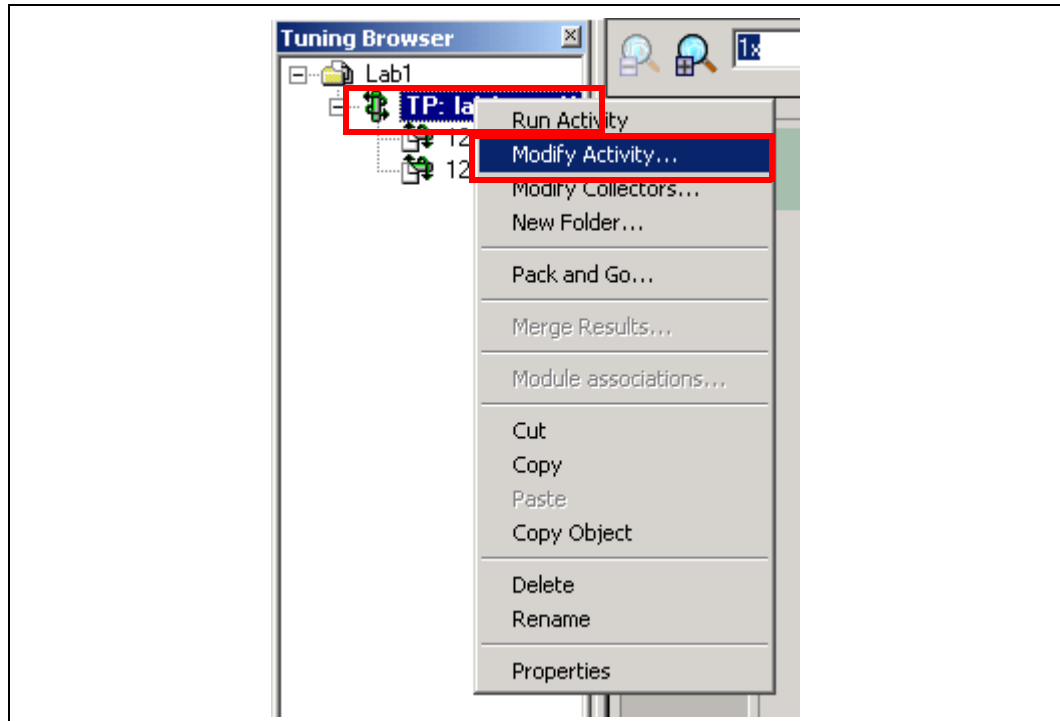 Tuning Browser
1x
Lab1
TP:
12
12
Run Activity
Modify Activity...
Modify Collectors...
New Folder...
Pack and Go...
Merge Results...
Module associations...
Cut
Copy
Paste
Copy Object
Delete
Rename
Properties